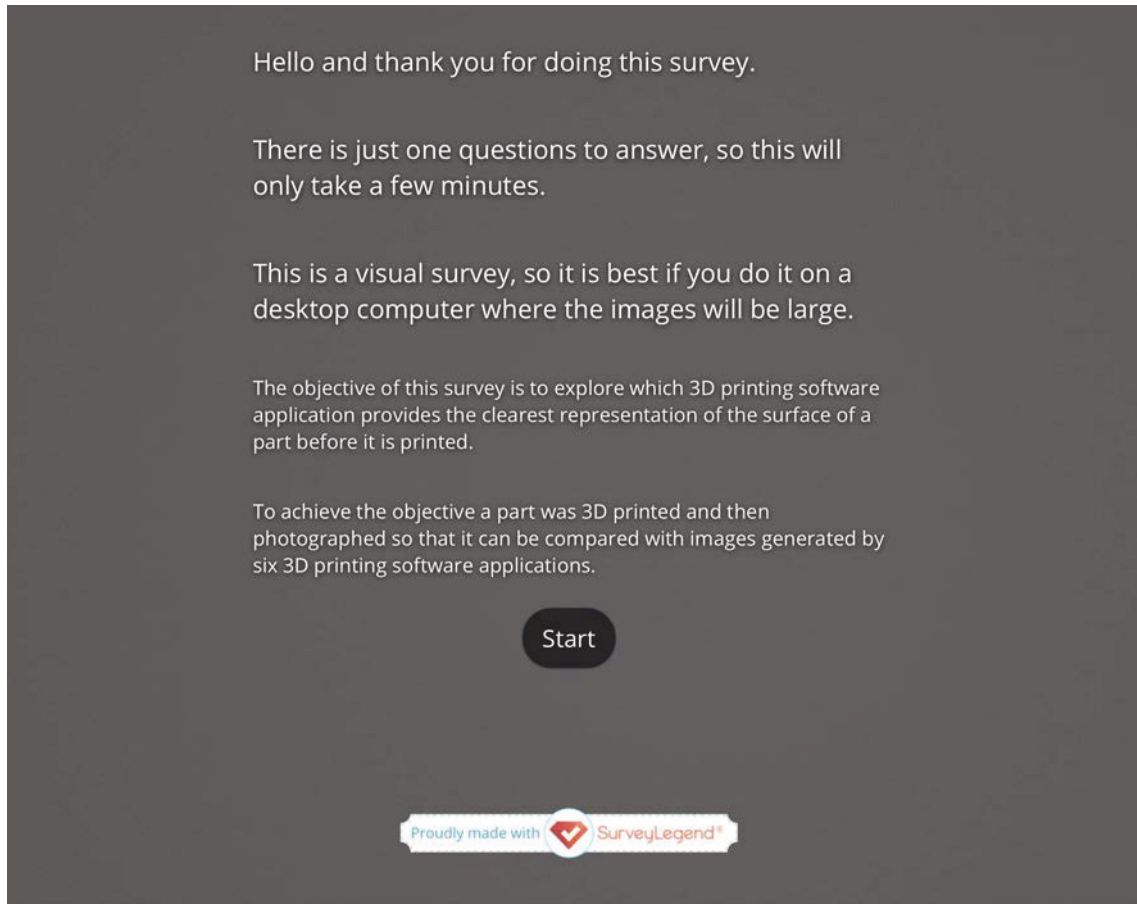 Hello and thank you for doing this survey.
There is just one questions to answer, so this will
only take a few minutes.
This is a visual survey, so it is best if you do it on a
desktop computer where the images will be large.
The objective of this survey is to explore which 3D printing software
application provides the clearest representation of the surface of a
part before it is printed.
To achieve the objective a part was 3D printed and then
photographed so that it can be compared with images generated by
six 3D printing software applications.
Start
Proudly made with SurveyLegend®